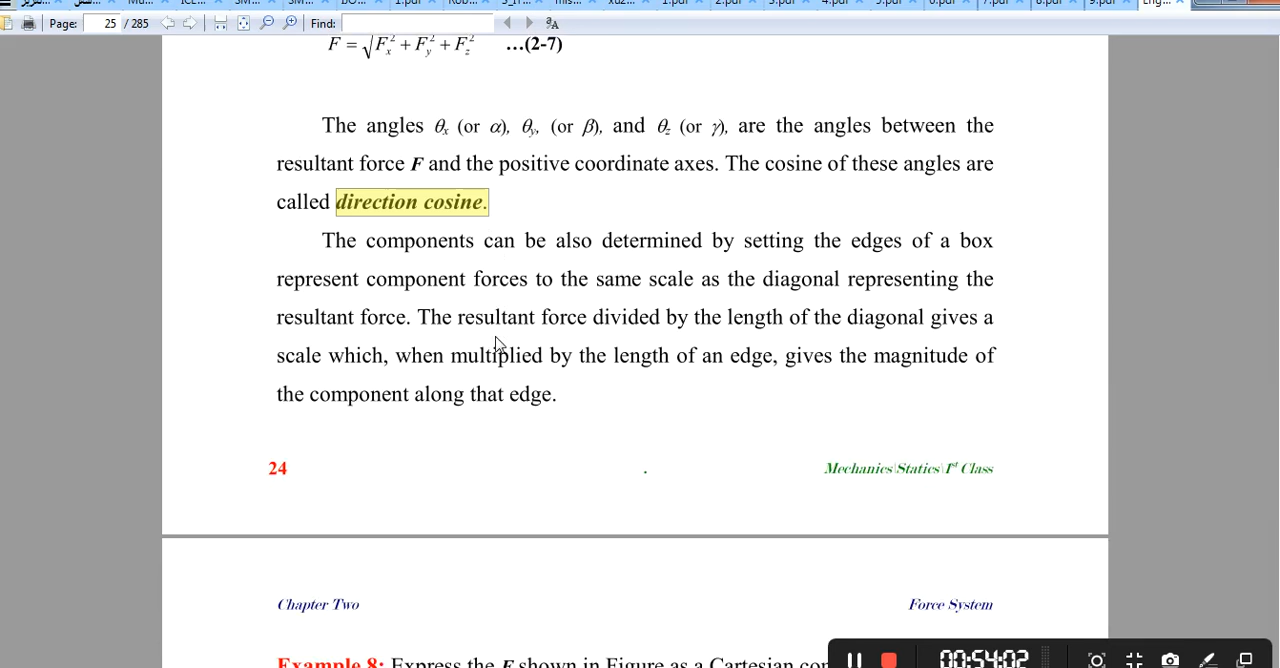 Page: 25 / 285 Find:
F = √Fx² + Fy² + Fz² …(2-7)
The angles θx (or α), θy, (or β), and θz (or γ), are the angles between the
resultant force F and the positive coordinate axes. The cosine of these angles are
called direction cosine.
The components can be also determined by setting the edges of a box
represent component forces to the same scale as the diagonal representing the
resultant force. The resultant force divided by the length of the diagonal gives a
scale which, when multiplied by the length of an edge, gives the magnitude of
the component along that edge.
24 . Mechanics\Statics\1st Class
Chapter Two Force System
Example 8: Express the F shown in Figure as a Cartesian
00:54:02